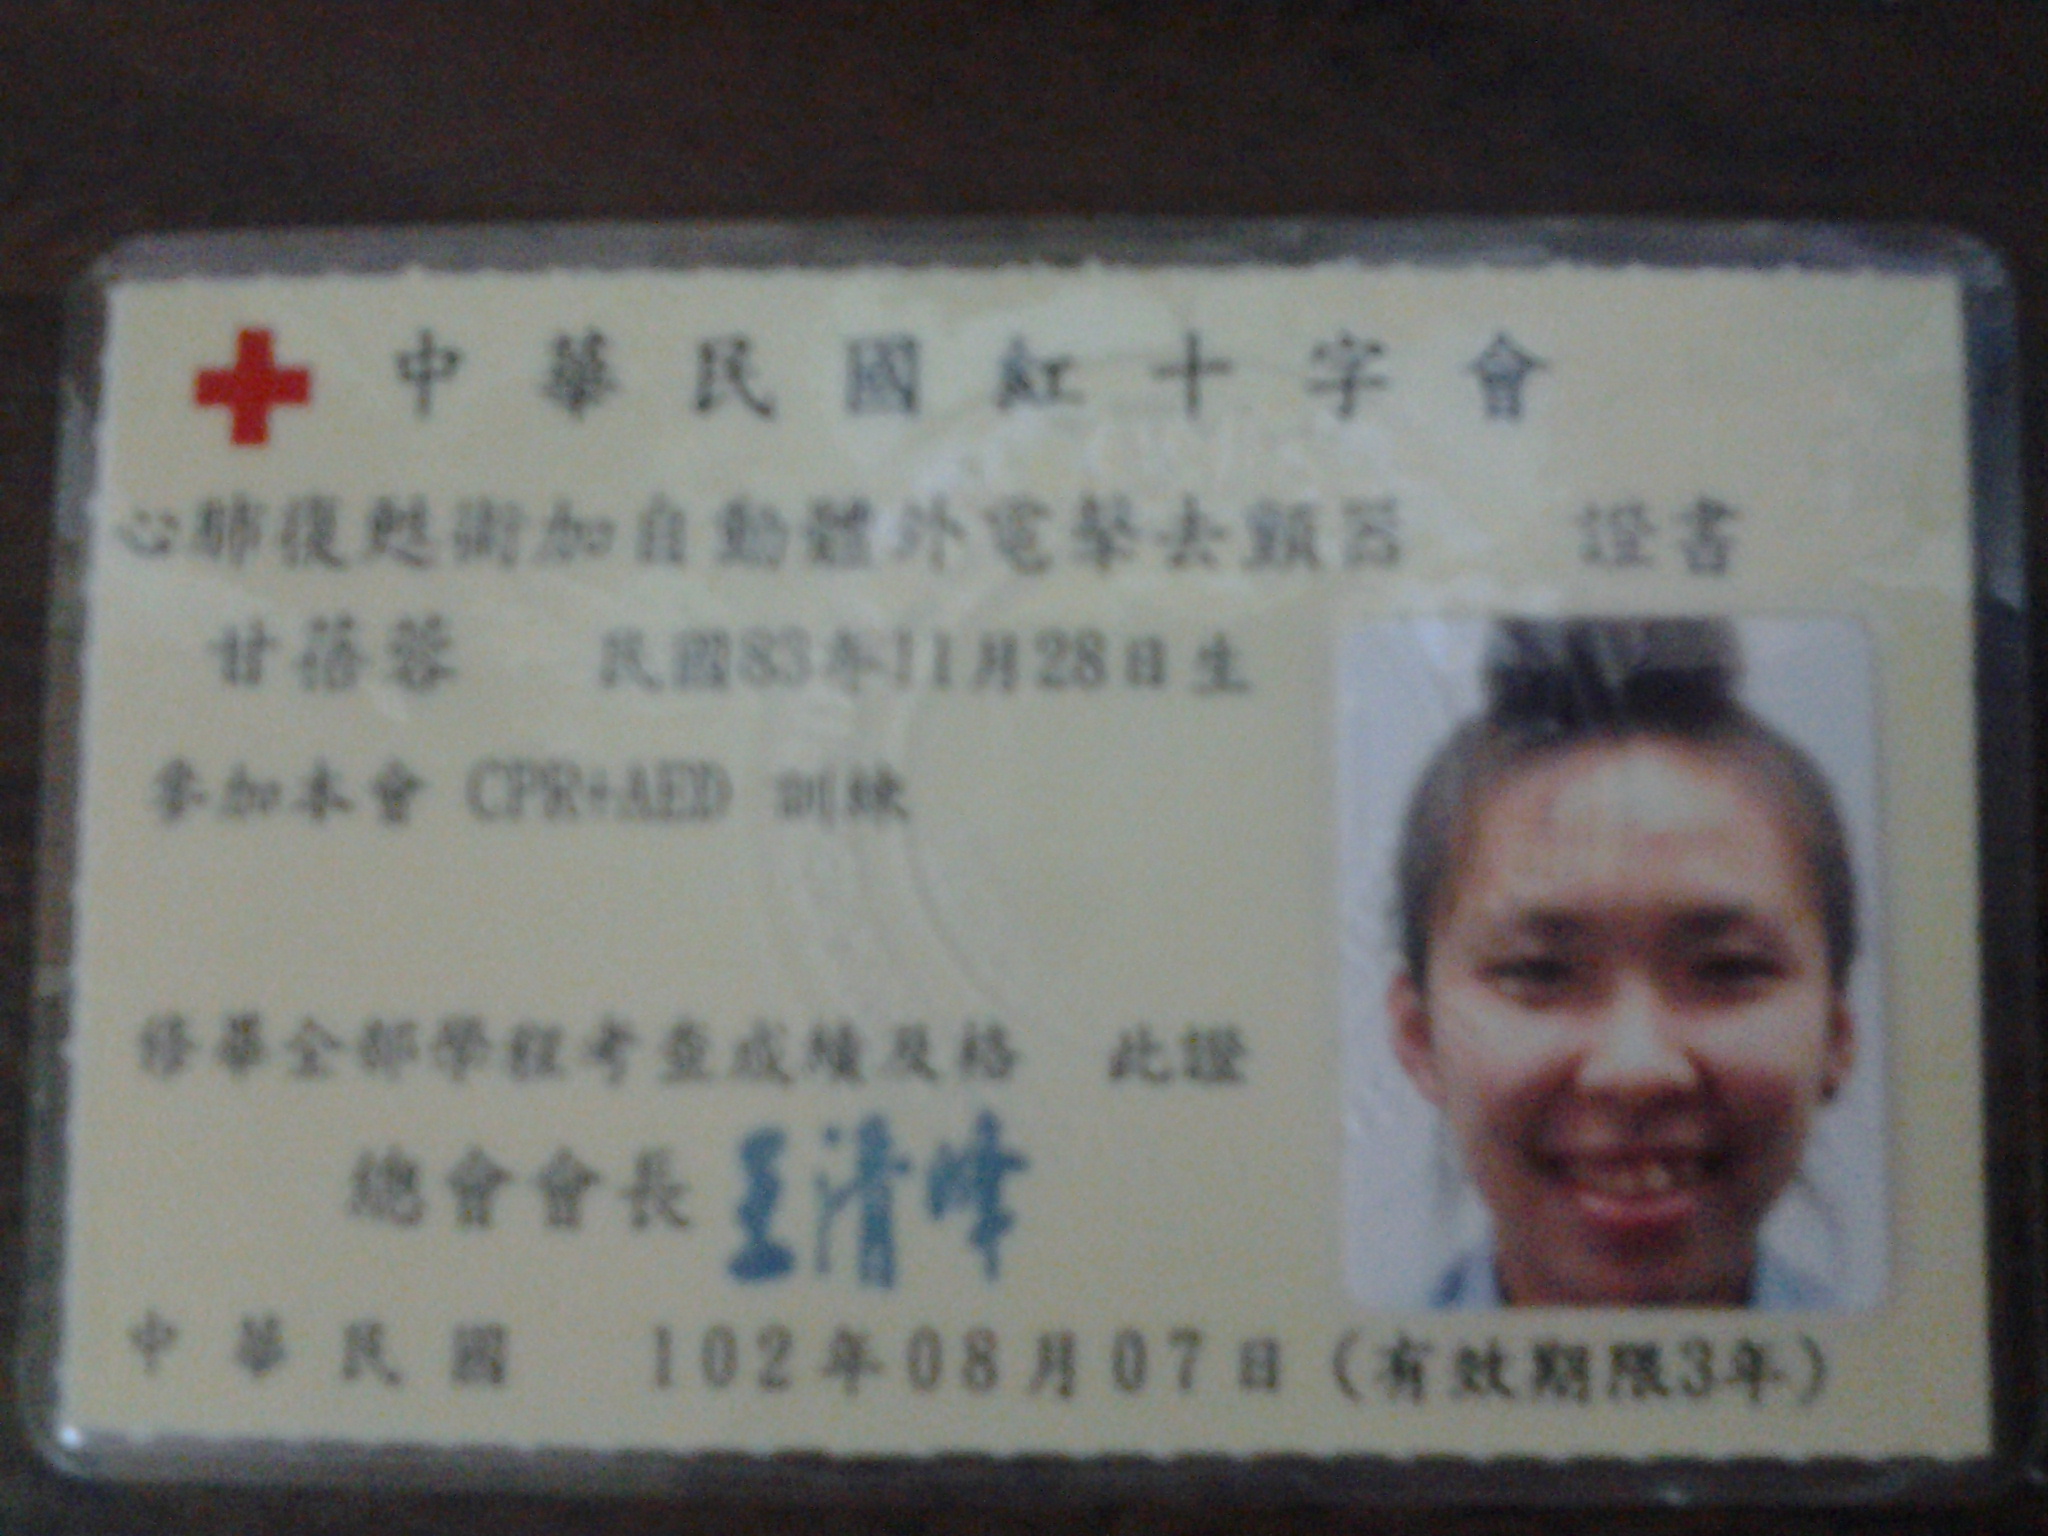 中華民國紅十字會
心肺復甦術加自動體外電擊去顫器 證書
甘蓓蓉 民國83年11月28日生
參加本會 CPR+AED 訓練
修畢全部學程考查成績及格 此證
總會會長 王清峰
中華民國 102年08月07日(有效期限3年)